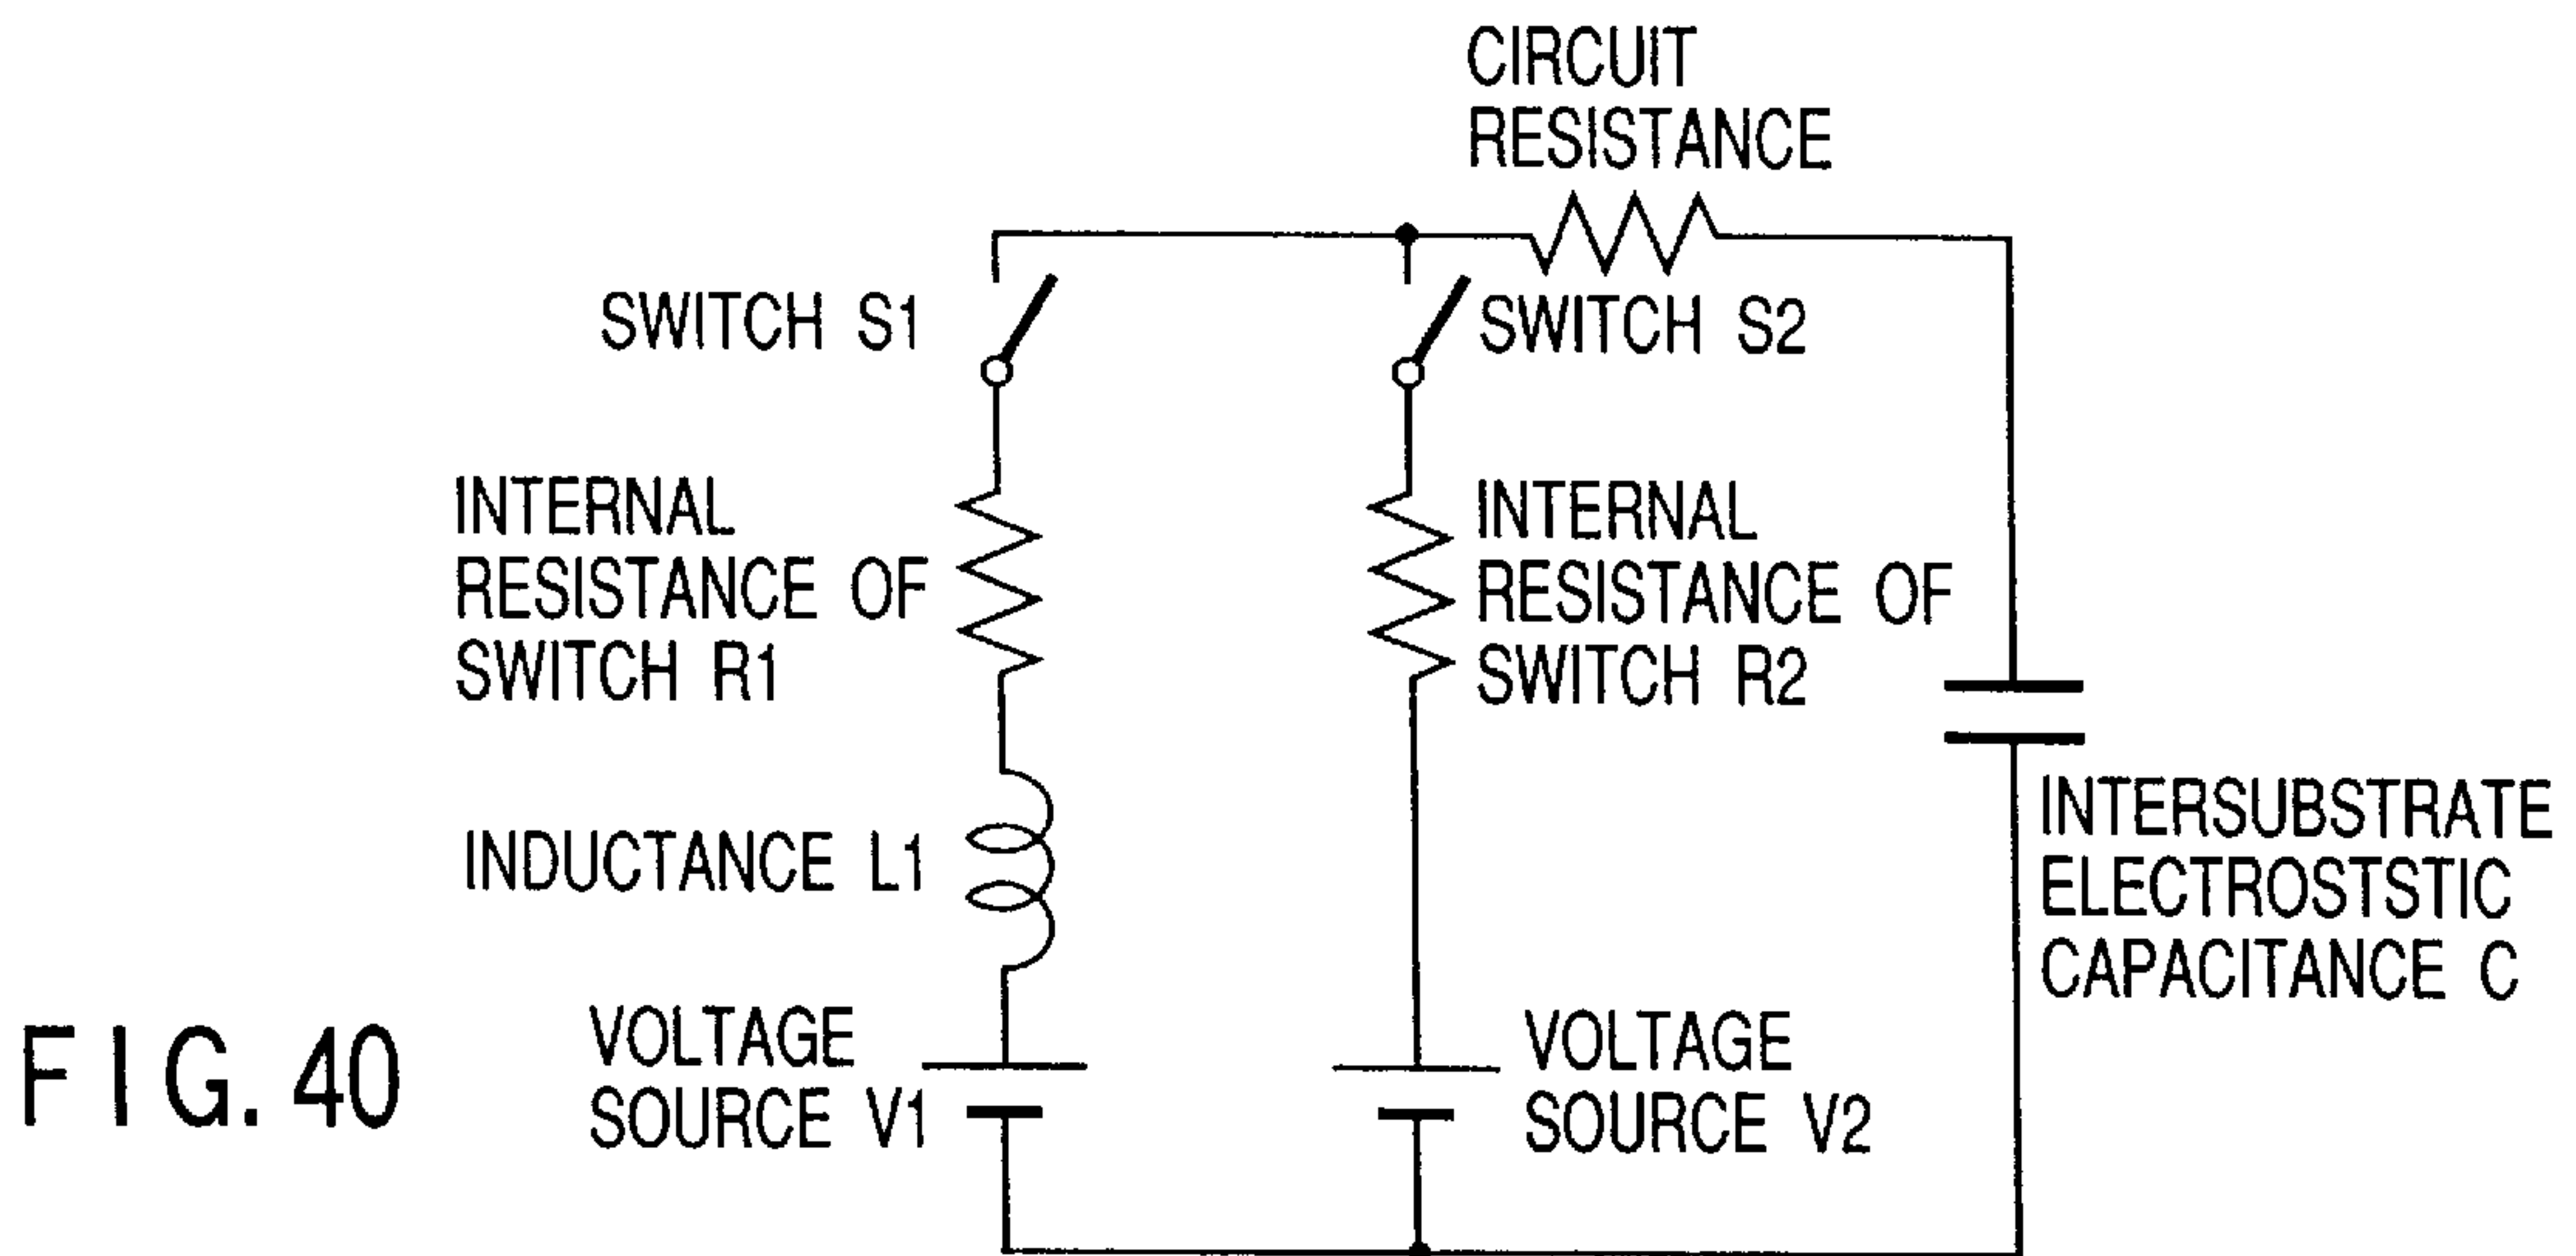 CIRCUIT
RESISTANCE
SWITCH S1
SWITCH S2
INTERNAL
RESISTANCE OF
SWITCH R1
INTERNAL
RESISTANCE OF
SWITCH R2
INDUCTANCE L1
INTERSUBSTRATE
ELECTROSTSTIC
CAPACITANCE C
VOLTAGE
SOURCE V1
VOLTAGE
SOURCE V2
FIG. 40